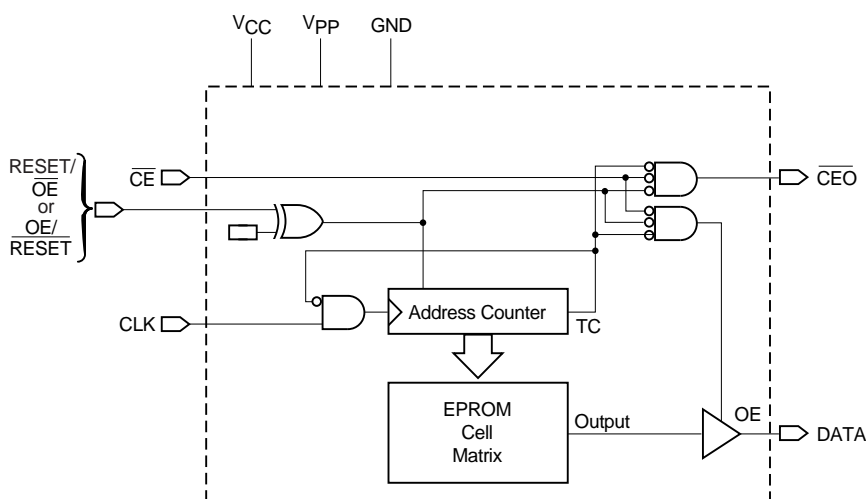 VCC
VPP
GND
RESET/
OE
or
OE/
RESET
CE
CEO
CLK
Address Counter
TC
EPROM
Cell
Matrix
Output
OE
DATA